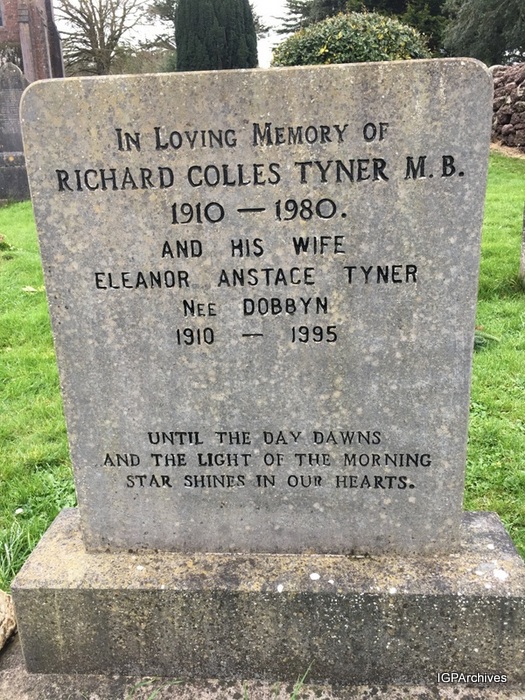 IN LOVING MEMORY OF
RICHARD COLLES TYNER M.B.
1910 — 1980.
AND HIS WIFE
ELEANOR ANSTACE TYNER
NEE DOBBYN
1910 — 1995
UNTIL THE DAY DAWNS
AND THE LIGHT OF THE MORNING
STAR SHINES IN OUR HEARTS.
IGPArchives